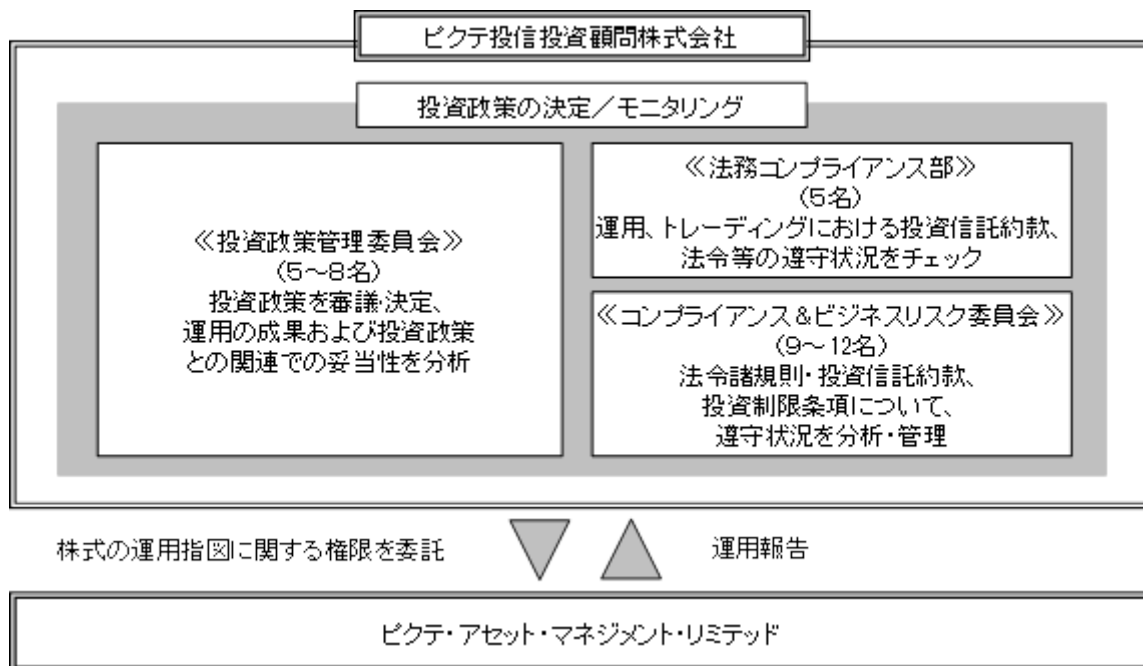 ピクテ投信投資顧問株式会社
投資政策の決定／モニタリング
≪投資政策管理委員会≫
(5～8名)
投資政策を審議・決定、
運用の成果および投資政策
との関連での妥当性を分析
≪法務コンプライアンス部≫
(5名)
運用、トレーディングにおける投資信託約款、
法令等の遵守状況をチェック
≪コンプライアンス＆ビジネスリスク委員会≫
(9～12名)
法令諸規則・投資信託約款、
投資制限条項について、
遵守状況を分析・管理
株式の運用指図に関する権限を委託
運用報告
ピクテ・アセット・マネジメント・リミテッド